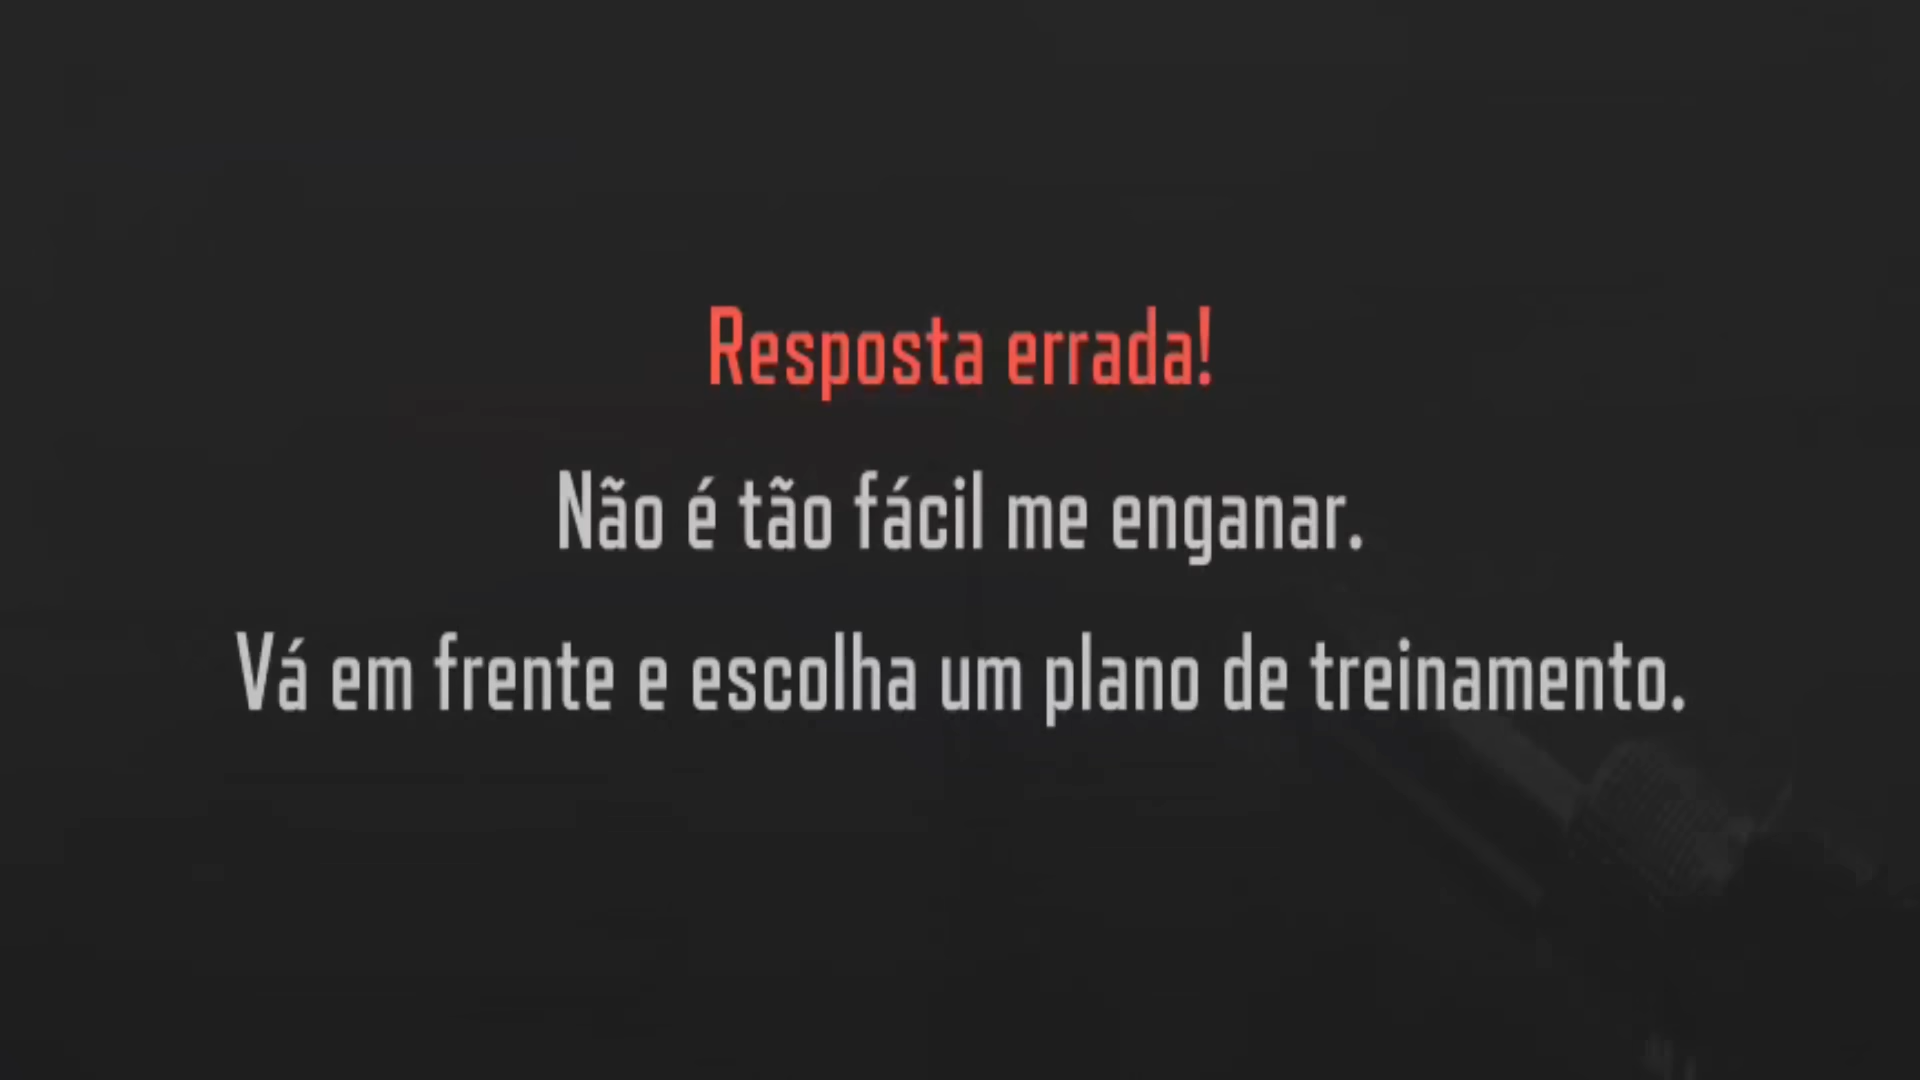 Resposta errada!
Não é tão fácil me enganar.
Vá em frente e escolha um plano de treinamento.